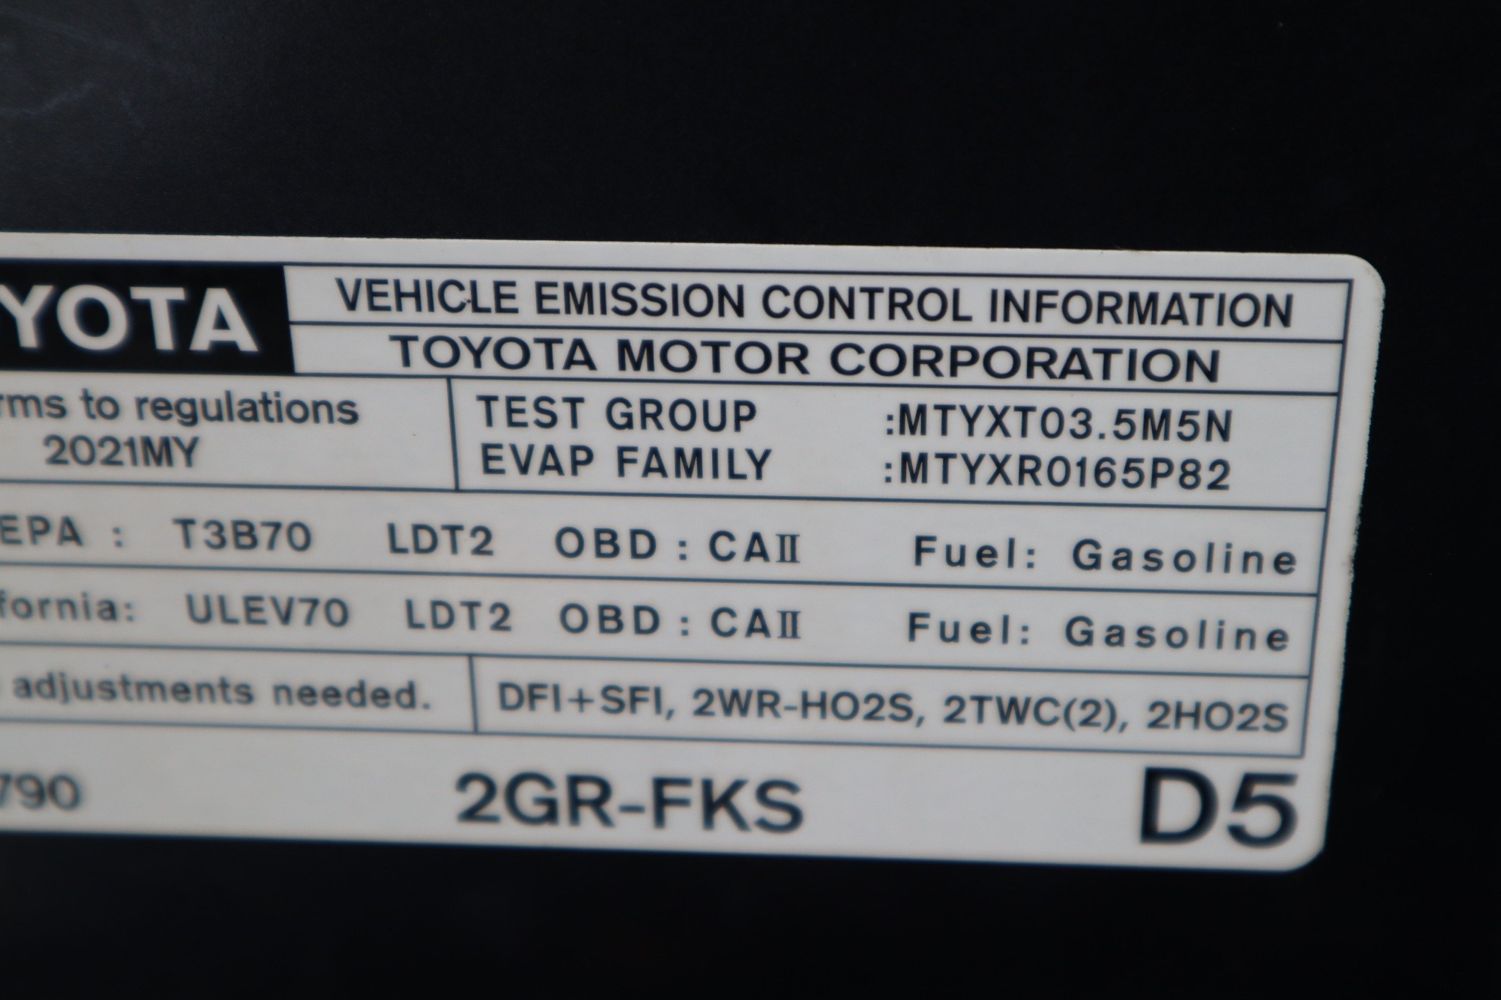 YOTA
VEHICLE EMISSION CONTROL INFORMATION
TOYOTA MOTOR CORPORATION
rms to regulations
2021MY
TEST GROUP :MTYXT03.5M5N
EVAP FAMILY :MTYXR0165P82
EPA : T3B70 LDT2 OBD : CAⅡ Fuel: Gasoline
fornia: ULEV70 LDT2 OBD : CAⅡ Fuel: Gasoline
adjustments needed.
DFI+SFI, 2WR-HO2S, 2TWC(2), 2HO2S
790 2GR-FKS D5